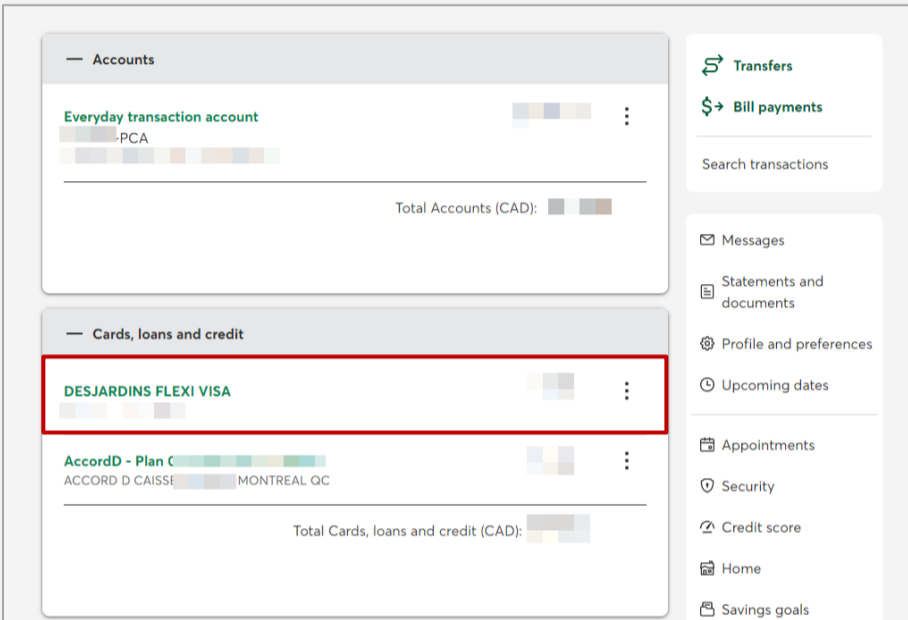 Accounts
Everyday transaction account
-PCA
Total Accounts (CAD):
Cards, loans and credit
DESJARDINS FLEXI VISA
AccordD - Plan
ACCORD D CAISSE MONTREAL QC
Total Cards, loans and credit (CAD):
Transfers
Bill payments
Search transactions
Messages
Statements and
documents
Profile and preferences
Upcoming dates
Appointments
Security
Credit score
Home
Savings goals